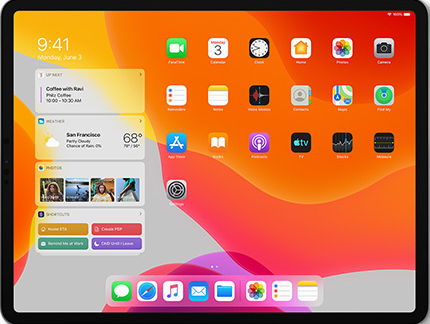 100%
9:41
Monday, June 3
UP NEXT
Coffee with Ravi
Philz Coffee
10:00 – 10:30 AM
WEATHER
San Francisco
Partly Cloudy
Chance of Rain: 0%
68°
PHOTOS
SHORTCUTS
Home ETA
Create PDF
Remind Me at Work
DND Until I Leave
FaceTime
Monday
3
Calendar
Clock
Home
Photos
Camera
Reminders
Notes
Voice Memos
Contacts
Maps
Find My
App Store
Books
Podcasts
tv
TV
Stocks
Measure
Settings